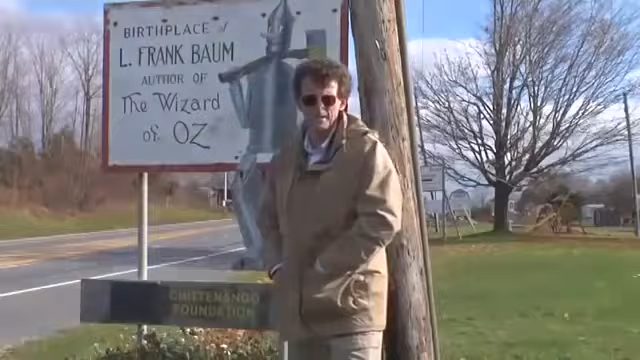 BIRTHPLACE of
L. FRANK BAUM
AUTHOR OF
The Wizard
of OZ
CHITTENANGO
FOUNDATION